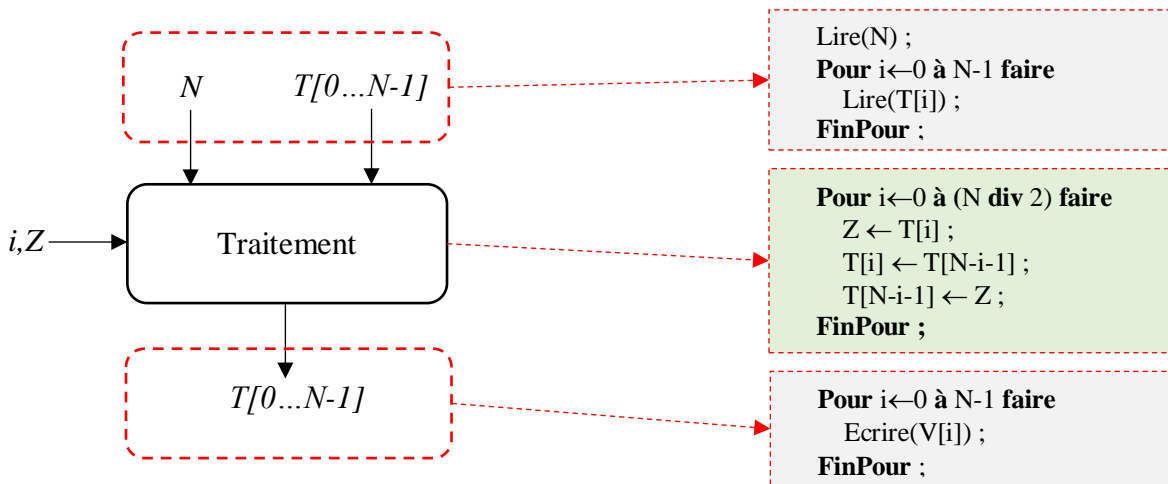 N T[0...N-1]
i,Z
Traitement
T[0...N-1]
Lire(N) ;
Pour i←0 à N-1 faire
Lire(T[i]) ;
FinPour ;
Pour i←0 à (N div 2) faire
Z ← T[i] ;
T[i] ← T[N-i-1] ;
T[N-i-1] ← Z ;
FinPour ;
Pour i←0 à N-1 faire
Ecrire(V[i]) ;
FinPour ;